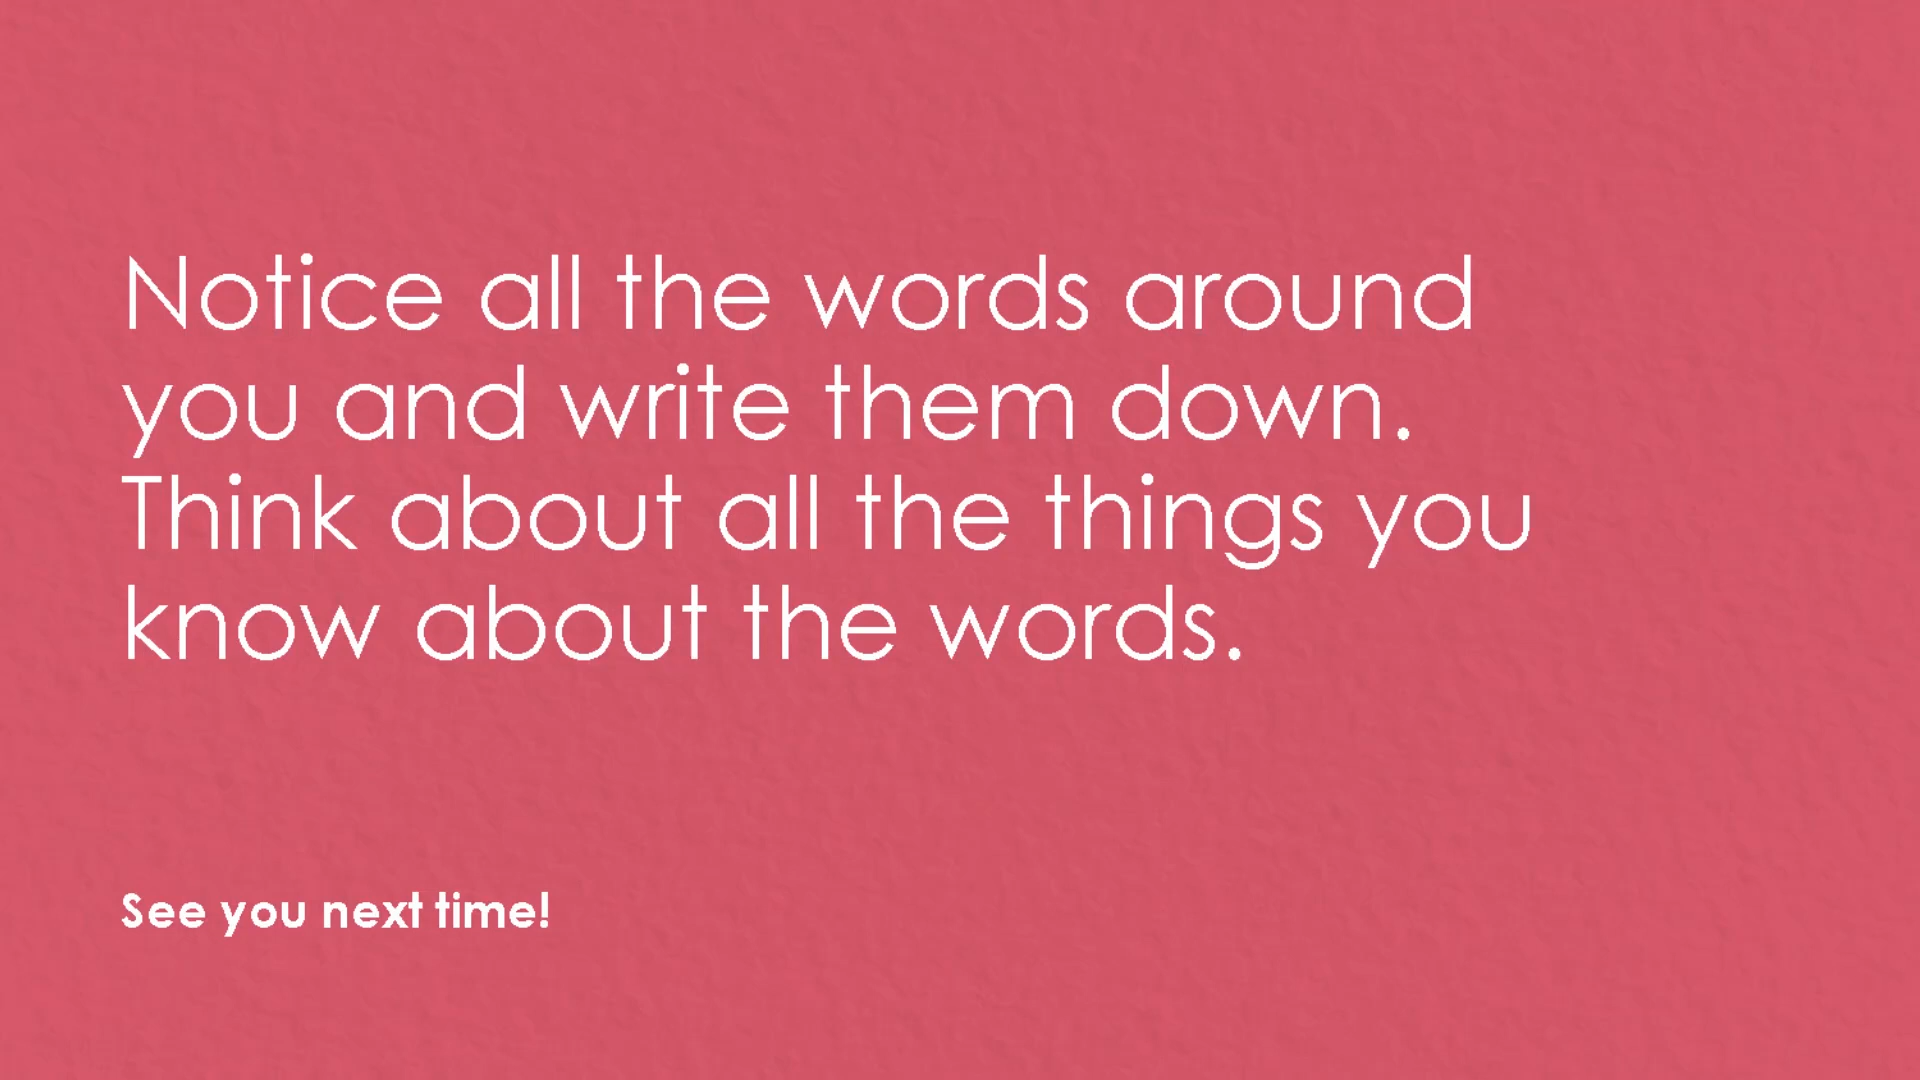 Notice all the words around
you and write them down.
Think about all the things you
know about the words.
See you next time!